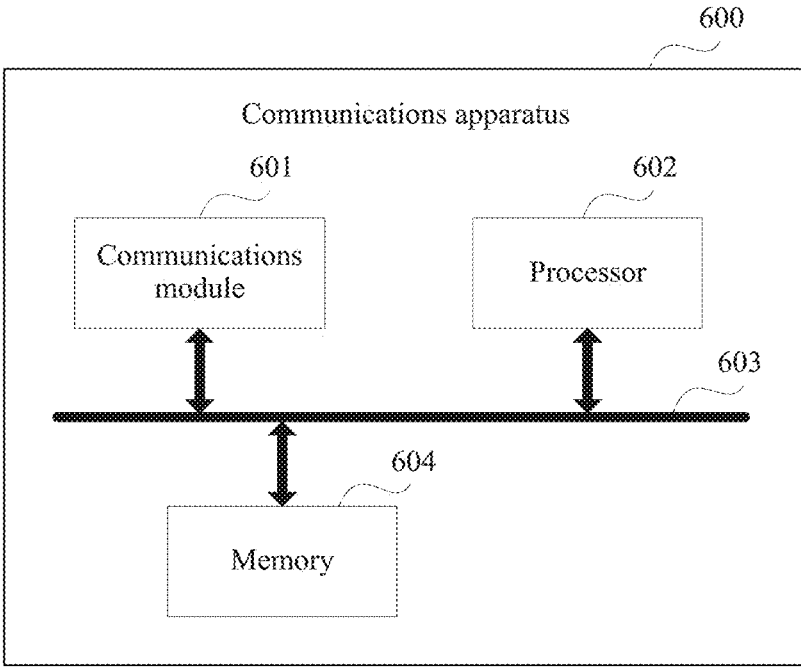 600
Communications apparatus
601
602
Communications
module
Processor
603
604
Memory